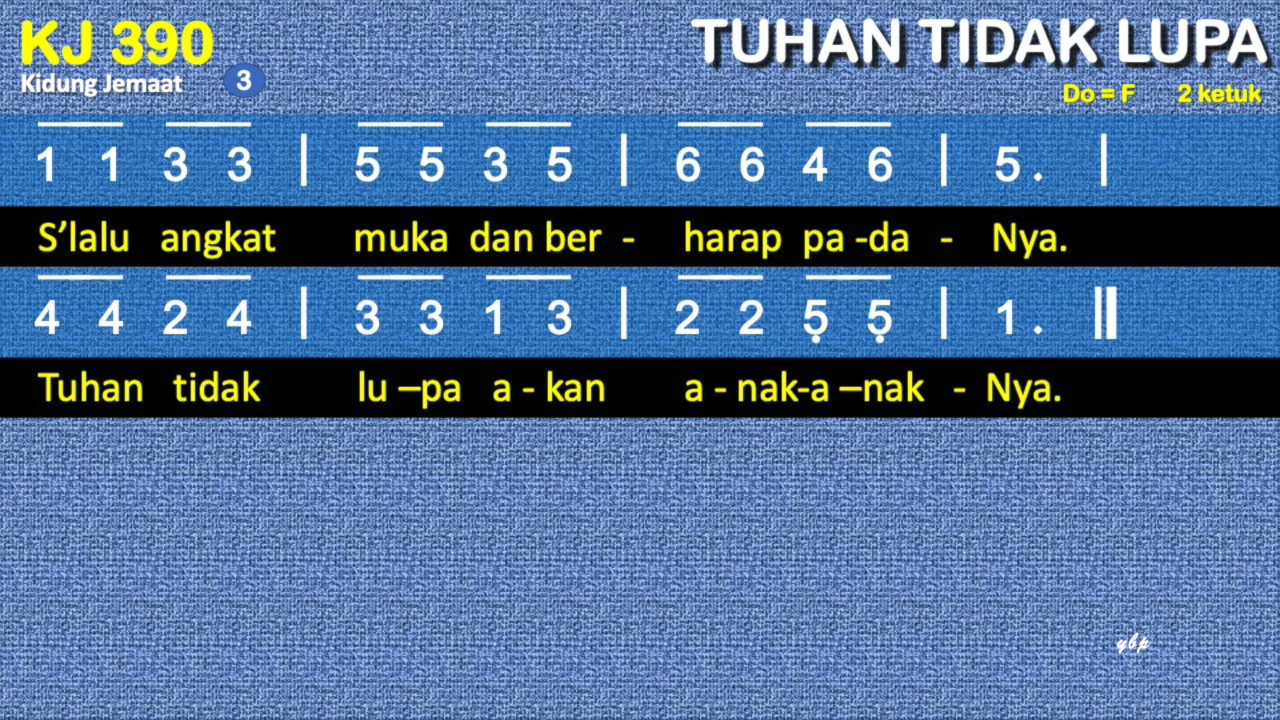 KJ 390
Kidung Jemaat 3
TUHAN TIDAK LUPA
Do = F 2 ketuk
1 1 3 3 | 5 5 3 5 | 6 6 4 6 | 5 . |
S’lalu angkat muka dan ber - harap pa -da - Nya.
4 4 2 4 | 3 3 1 3 | 2 2 5̣ 5̣ | 1 . ||
Tuhan tidak lu –pa a - kan a - nak-a –nak - Nya.
ybp